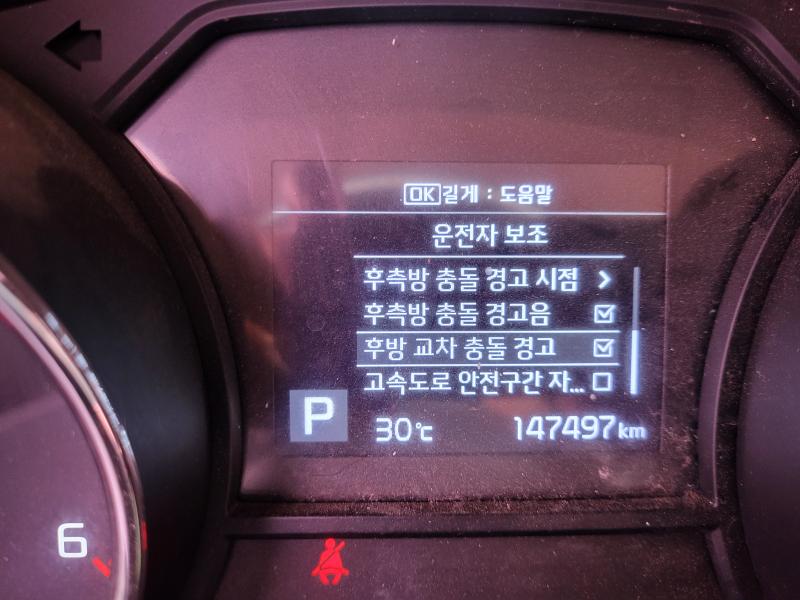 OK 길게 : 도움말
운전자 보조
후측방 충돌 경고 시점 >
후측방 충돌 경고음
후방 교차 충돌 경고
고속도로 안전구간 자...
P 30℃ 147497 km
6